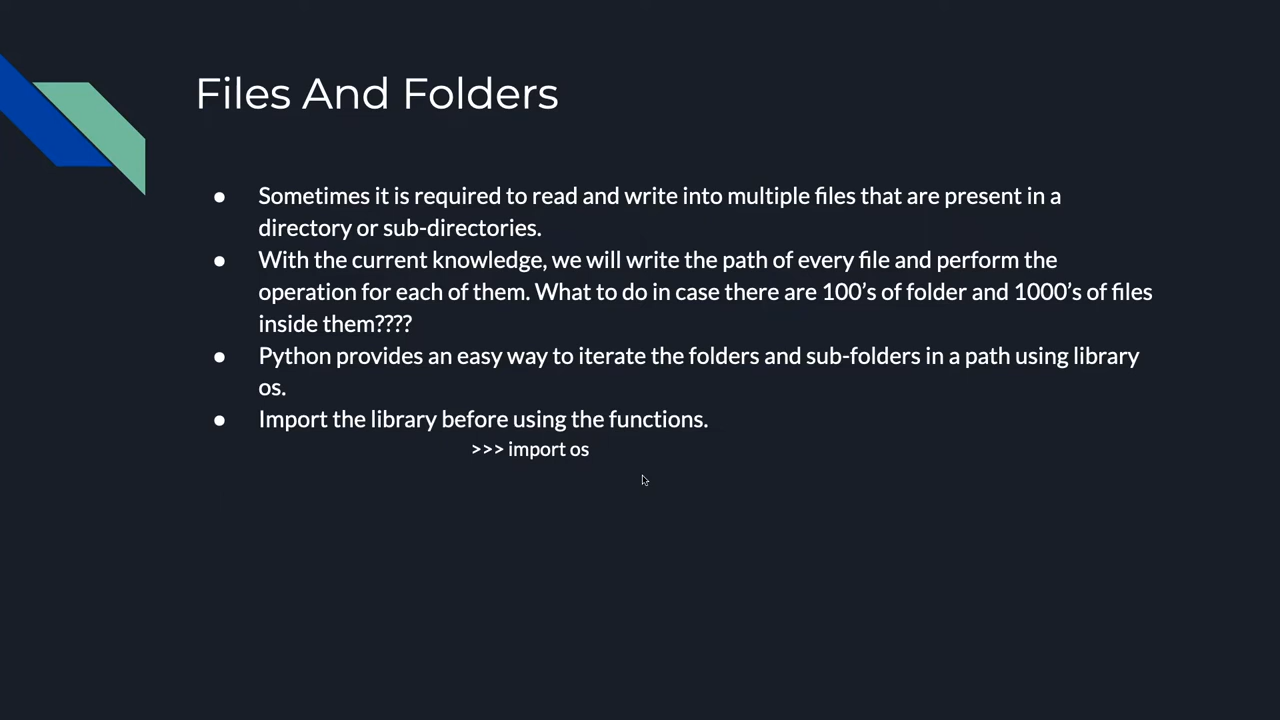 Files And Folders
● Sometimes it is required to read and write into multiple files that are present in a
directory or sub-directories.
● With the current knowledge, we will write the path of every file and perform the
operation for each of them. What to do in case there are 100’s of folder and 1000’s of files
inside them????
● Python provides an easy way to iterate the folders and sub-folders in a path using library
os.
● Import the library before using the functions.
>>> import os